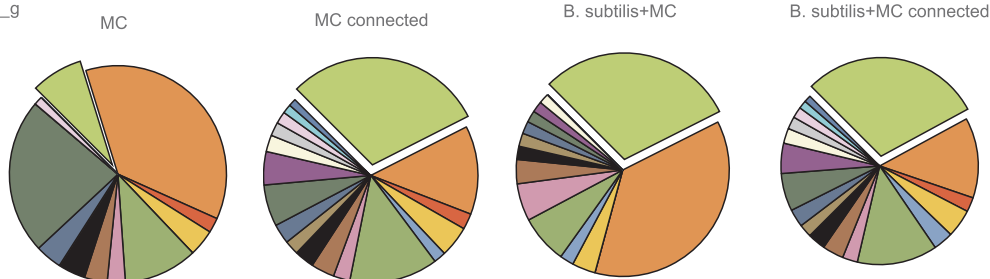 _g
MC
MC connected
B. subtilis+MC
B. subtilis+MC connected